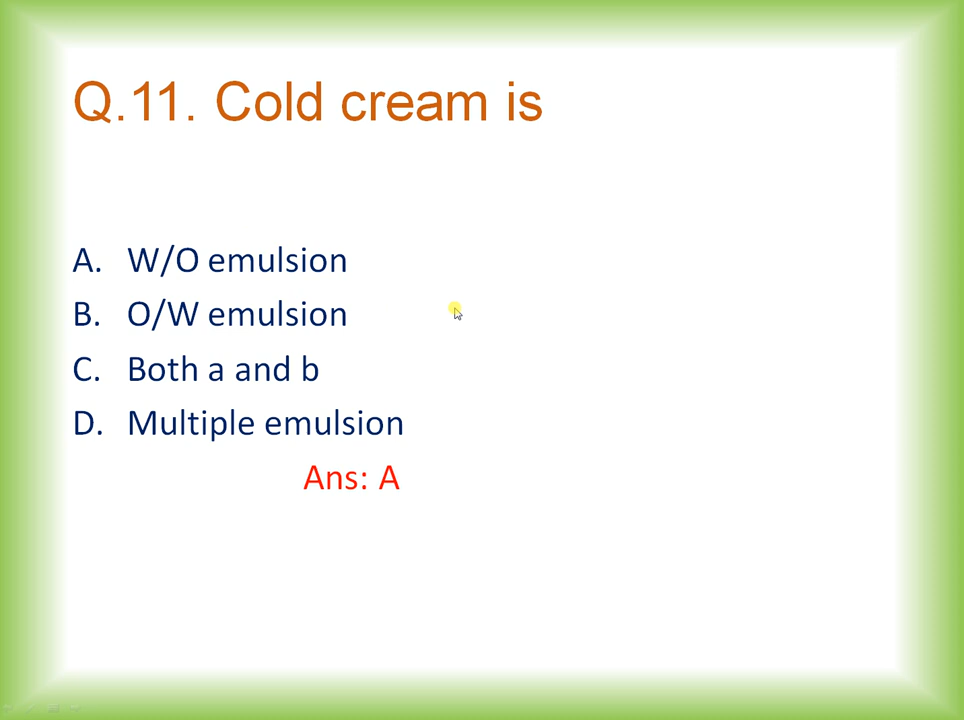 Q.11. Cold cream is
A. W/O emulsion
B. O/W emulsion
C. Both a and b
D. Multiple emulsion
Ans: A